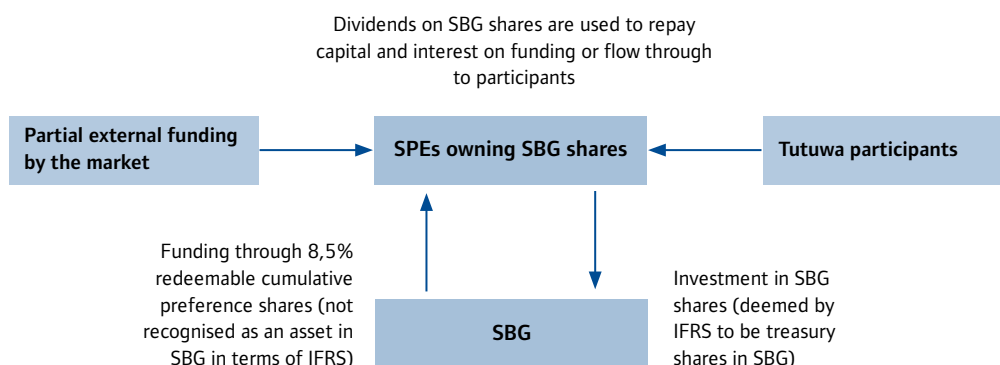 Dividends on SBG shares are used to repay
capital and interest on funding or flow through
to participants
Partial external funding
by the market
SPEs owning SBG shares
Tutuwa participants
Funding through 8,5%
redeemable cumulative
preference shares (not
recognised as an asset in
SBG in terms of IFRS)
SBG
Investment in SBG
shares (deemed by
IFRS to be treasury
shares in SBG)